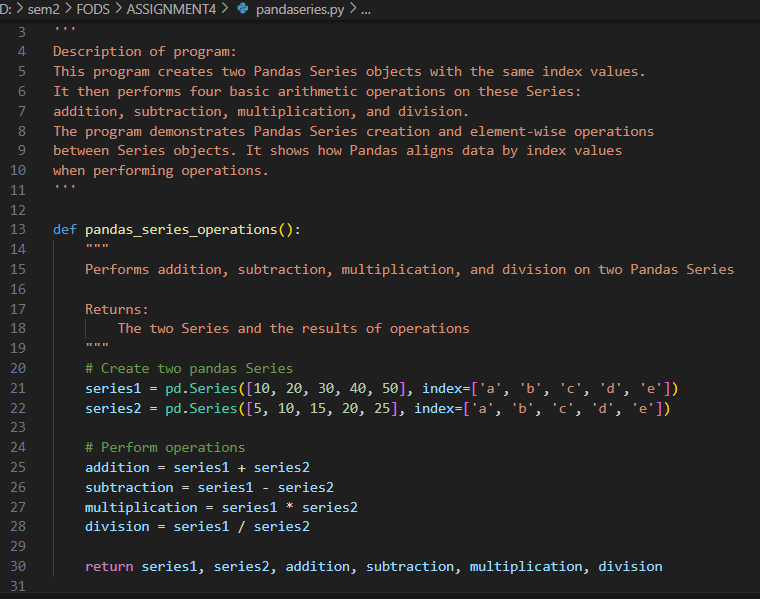 D: > sem2 > FODS > ASSIGNMENT4 > pandaseries.py > ...
3 '''
4 Description of program:
5 This program creates two Pandas Series objects with the same index values.
6 It then performs four basic arithmetic operations on these Series:
7 addition, subtraction, multiplication, and division.
8 The program demonstrates Pandas Series creation and element-wise operations
9 between Series objects. It shows how Pandas aligns data by index values
10 when performing operations.
11 '''
12
13 def pandas_series_operations():
14     """
15     Performs addition, subtraction, multiplication, and division on two Pandas Series
16
17     Returns:
18         The two Series and the results of operations
19     """
20     # Create two pandas Series
21     series1 = pd.Series([10, 20, 30, 40, 50], index=['a', 'b', 'c', 'd', 'e'])
22     series2 = pd.Series([5, 10, 15, 20, 25], index=['a', 'b', 'c', 'd', 'e'])
23
24     # Perform operations
25     addition = series1 + series2
26     subtraction = series1 - series2
27     multiplication = series1 * series2
28     division = series1 / series2
29
30     return series1, series2, addition, subtraction, multiplication, division
31